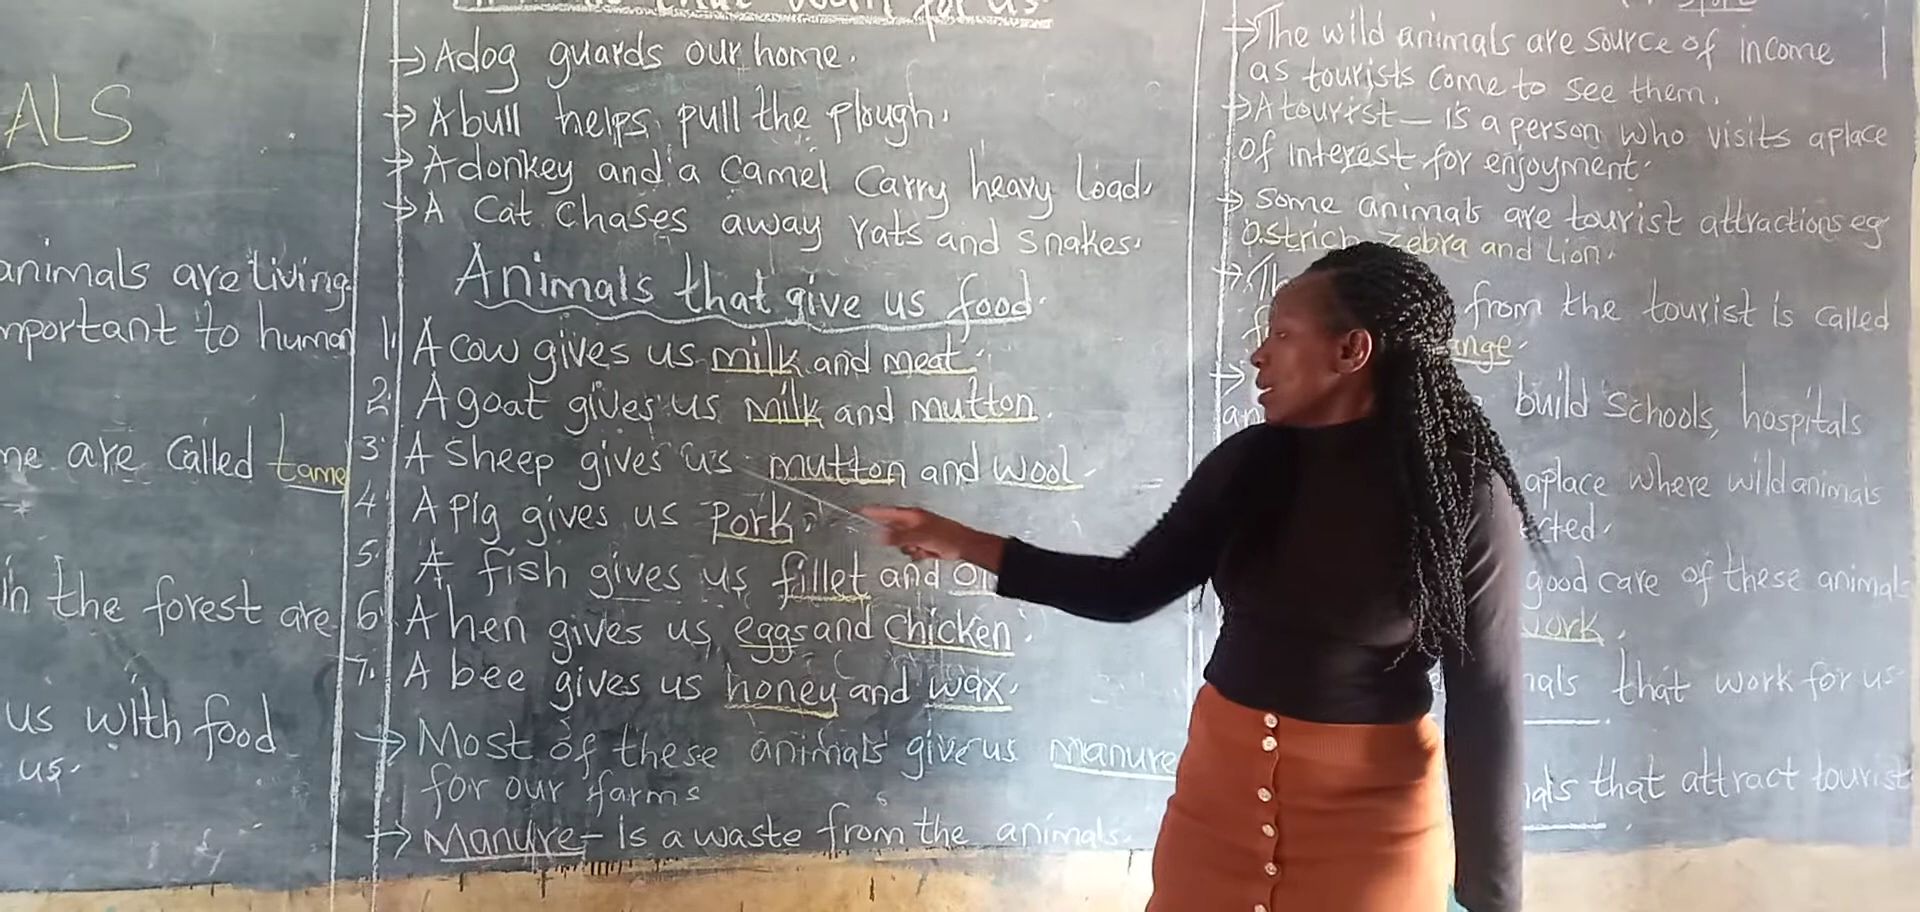 ALS
animals are living
to human
are called tame
in the forest are
us with food
us.
that work for us.
→ A dog guards our home.
→ A bull helps pull the plough.
→ A donkey and a camel carry heavy load.
→ A cat chases away rats and snakes.
Animals that give us food.
1. A cow gives us milk and meat.
2. A goat gives us milk and mutton.
3. A sheep gives us mutton and wool.
4. A pig gives us pork.
5. A fish gives us fillet and
6. A hen gives us eggs and chicken.
7. A bee gives us honey and wax.
→ Most of these animals give us manure
for our farms
→ Manure - is a waste from the animals.
→ The wild animals are source of income
as tourists come to see them.
→ A tourist - is a person who visits a place
of interest for enjoyment.
→ Some animals are tourist attractions eg
Ostrich, Zebra and Lion.
→ from the tourist is called
→ build schools, hospitals
a place where wild animals
good care of these animals
work.
that work for us
that attract tourist